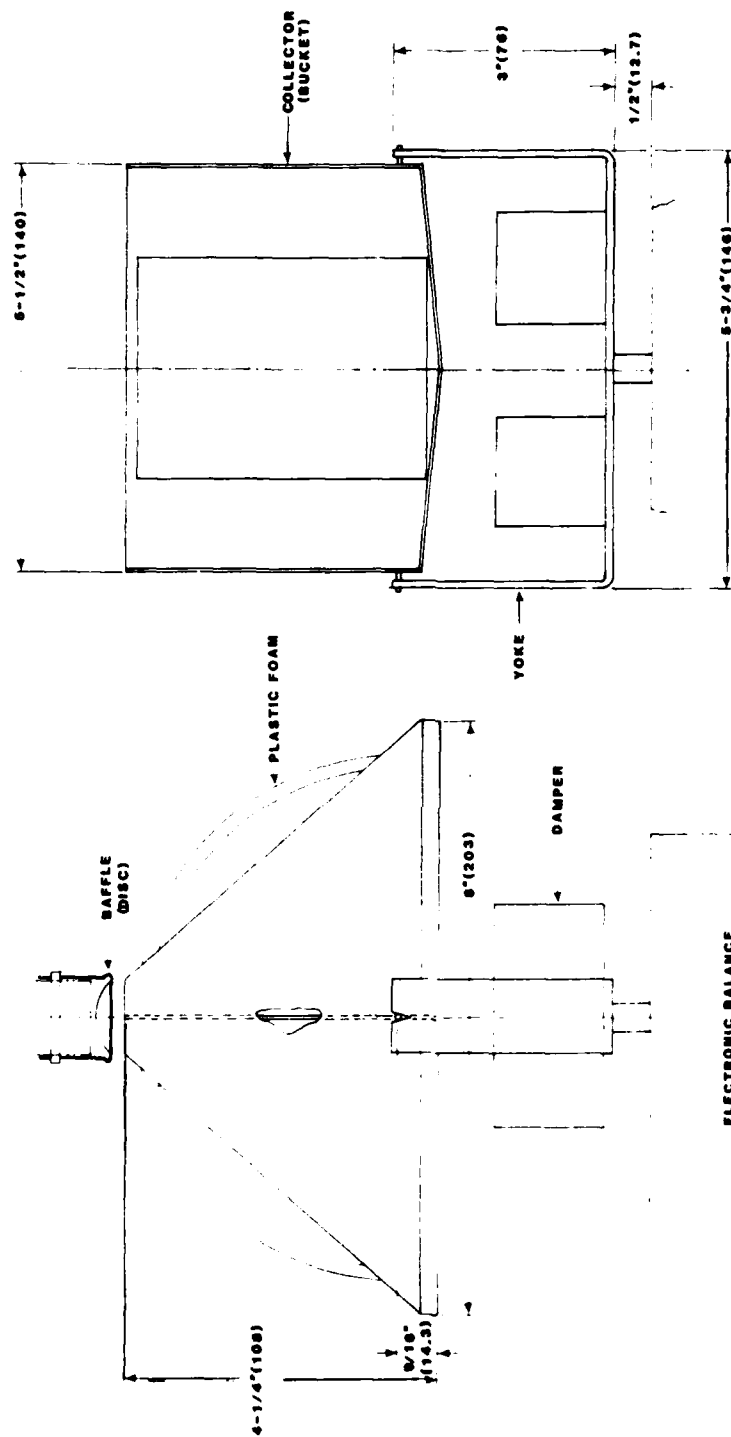 5-1/2"(140)
BAFFLE
(DISC)
4-1/4"(108)
PLASTIC FOAM
COLLECTOR
(BUCKET)
9/16"
(14.3)
8"(203)
3"(76)
YOKE
DAMPER
1/2"(12.7)
5-3/4"(146)
ELECTRONIC BALANCE